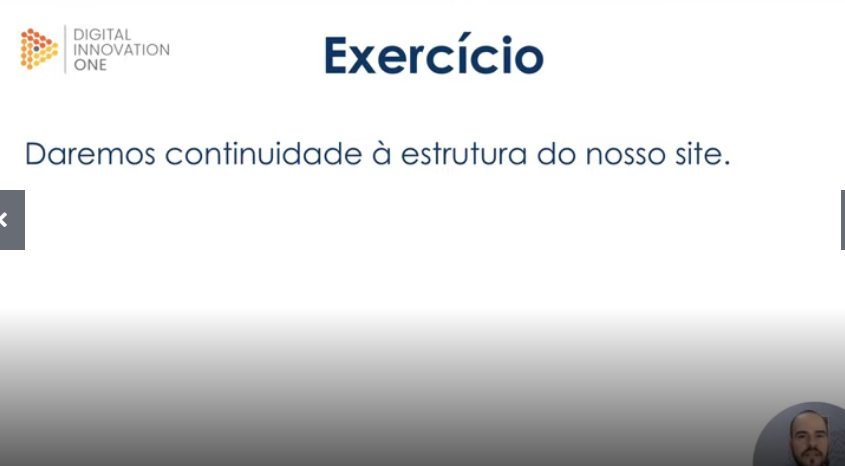 DIGITAL
INNOVATION
ONE
Exercício
Daremos continuidade à estrutura do nosso site.